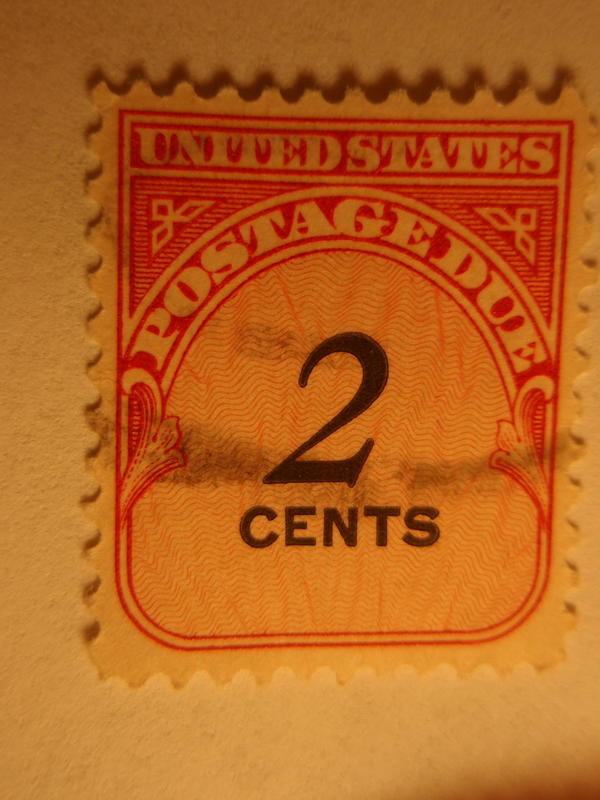 UNITED STATES
POSTAGE DUE
2
CENTS